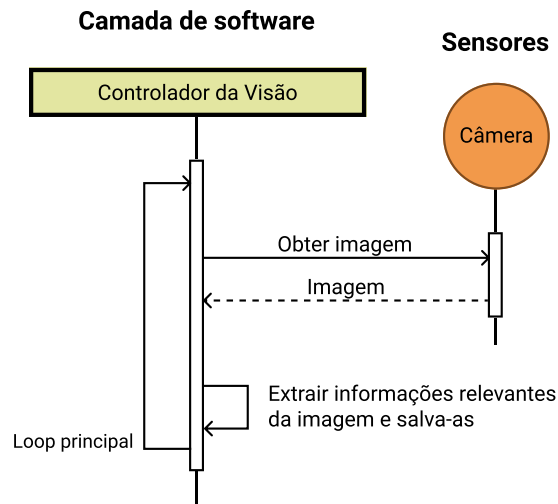 Camada de software
Sensores
Controlador da Visão
Câmera
Obter imagem
Imagem
Extrair informações relevantes
da imagem e salva-as
Loop principal